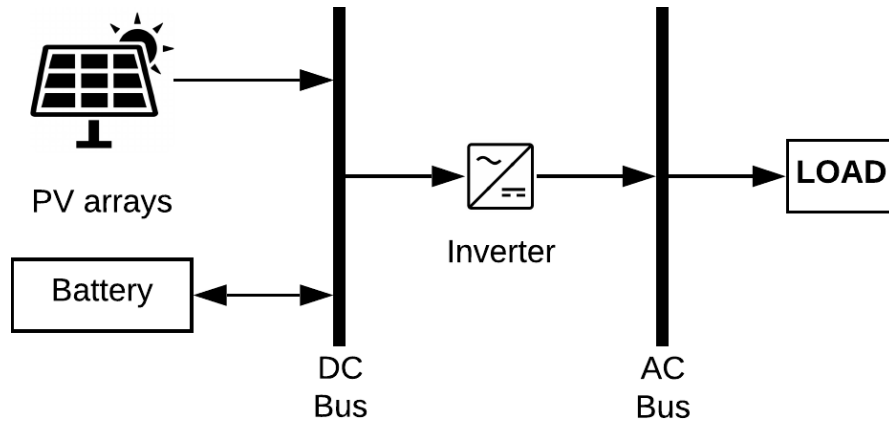 PV arrays
Battery
DC
Bus
Inverter
AC
Bus
LOAD